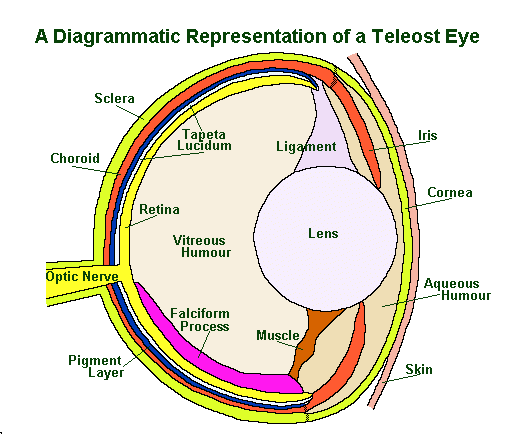 A Diagrammatic Representation of a Teleost Eye
Sclera
Tapeta
Lucidum
Ligament
Iris
Choroid
Cornea
Retina
Vitreous
Humour
Lens
Optic Nerve
Aqueous
Humour
Falciform
Process
Muscle
Pigment
Layer
Skin